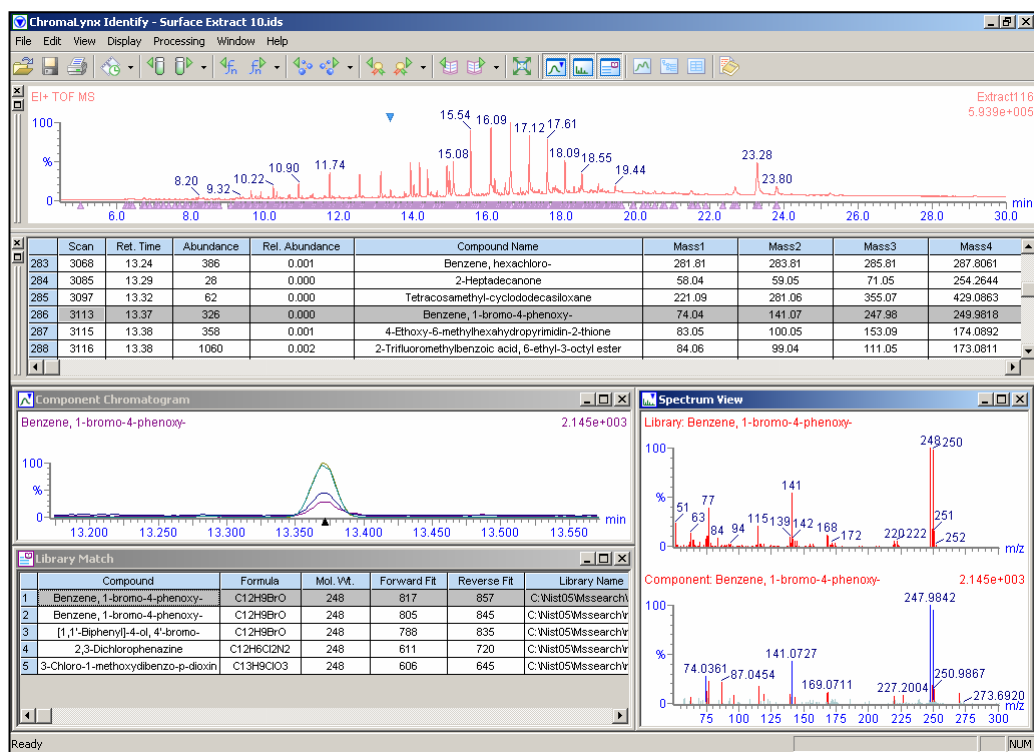 ChromaLynx Identify - Surface Extract 10.ids
File Edit View Display Processing Window Help
EI+ TOF MS
Extract116
5.939e+005
100
%
8.20 9.32 10.22 10.90 11.74 15.08 15.54 16.09 17.12 17.61 18.09 18.55 19.44 23.28 23.80
6.0 8.0 10.0 12.0 14.0 16.0 18.0 20.0 22.0 24.0 26.0 28.0 30.0 min
Scan Ret. Time Abundance Rel. Abundance Compound Name Mass1 Mass2 Mass3 Mass4
283 3068 13.24 386 0.001 Benzene, hexachloro- 281.81 283.81 285.81 287.8061
284 3085 13.29 28 0.000 2-Heptadecanone 58.04 59.05 71.05 254.2644
285 3097 13.32 62 0.000 Tetracosamethyl-cyclododecasiloxane 221.09 281.06 355.07 429.0863
286 3113 13.37 326 0.000 Benzene, 1-bromo-4-phenoxy- 74.04 141.07 247.98 249.9818
287 3115 13.38 358 0.001 4-Ethoxy-6-methylhexahydropyrimidin-2-thione 83.05 100.05 153.09 174.0892
288 3116 13.38 1060 0.002 2-Trifluoromethylbenzoic acid, 6-ethyl-3-octyl ester 84.06 99.04 111.05 173.0811
Component Chromatogram
Benzene, 1-bromo-4-phenoxy-
2.145e+003
100
%
0
13.200 13.250 13.300 13.350 13.400 13.450 13.500 13.550 min
Library Match
Compound Formula Mol. Wt. Forward Fit Reverse Fit Library Name
1 Benzene, 1-bromo-4-phenoxy- C12H9BrO 248 817 857 C:\Nist05\Mssearch\
2 Benzene, 1-bromo-4-phenoxy- C12H9BrO 248 805 845 C:\Nist05\Mssearch\r
3 [1,1'-Biphenyl]-4-ol, 4'-bromo- C12H9BrO 248 788 835 C:\Nist05\Mssearch\r
4 2,3-Dichlorophenazine C12H6Cl2N2 248 611 720 C:\Nist05\Mssearch\r
5 3-Chloro-1-methoxydibenzo-p-dioxin C13H9ClO3 248 606 645 C:\Nist05\Mssearch\r
Spectrum View
Library: Benzene, 1-bromo-4-phenoxy-
100
%
0
51 63 77 84 94 115 139 141 142 168 172 220 222 248 250 251 252
m/z
Component: Benzene, 1-bromo-4-phenoxy-
2.145e+003
100
%
0
74.0361 87.0454 141.0727 169.0711 227.2004 247.9842 250.9867 273.6920
m/z
75 100 125 150 175 200 225 250 275 300
Ready
NUM